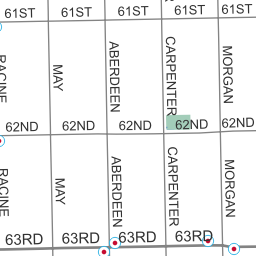 61ST 61ST 61ST 61ST 61ST
RACINE MAY ABERDEEN CARPENTER MORGAN
62ND 62ND 62ND 62ND 62ND
RACINE MAY ABERDEEN CARPENTER MORGAN
63RD 63RD 63RD 63RD